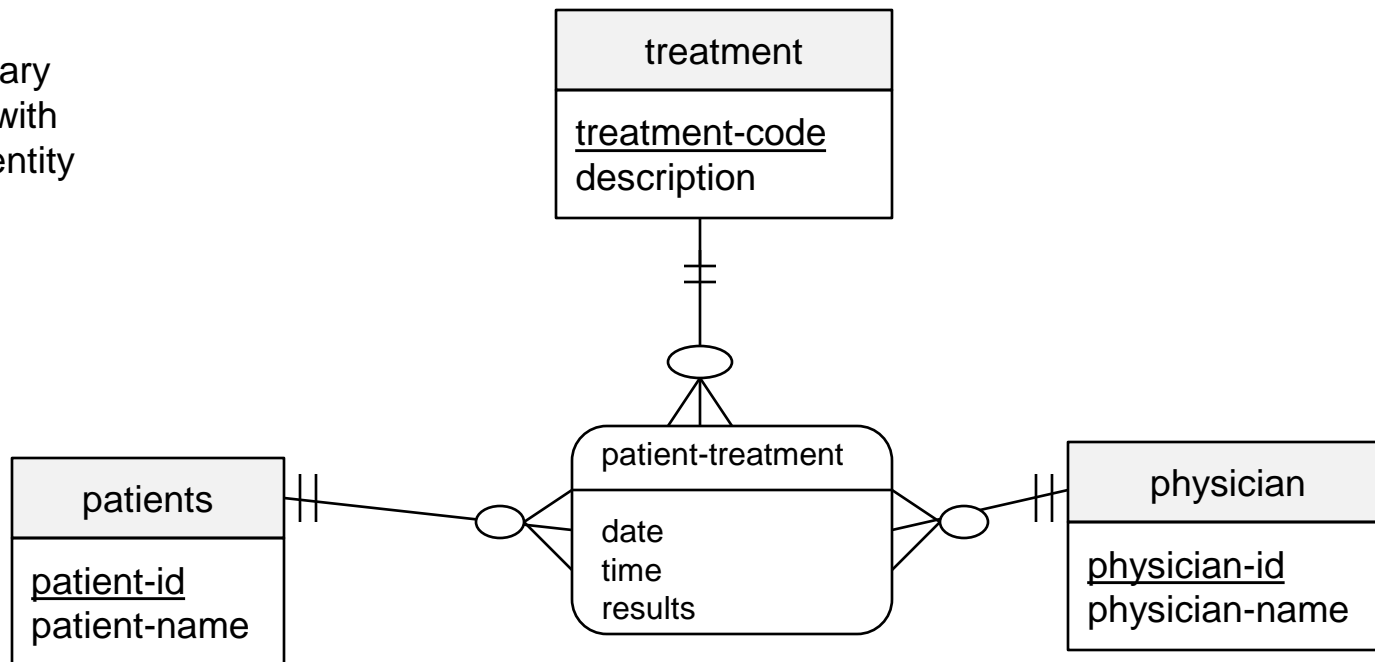 ary
with
entity
treatment
treatment-code
description
patients
patient-id
patient-name
patient-treatment
date
time
results
physician
physician-id
physician-name